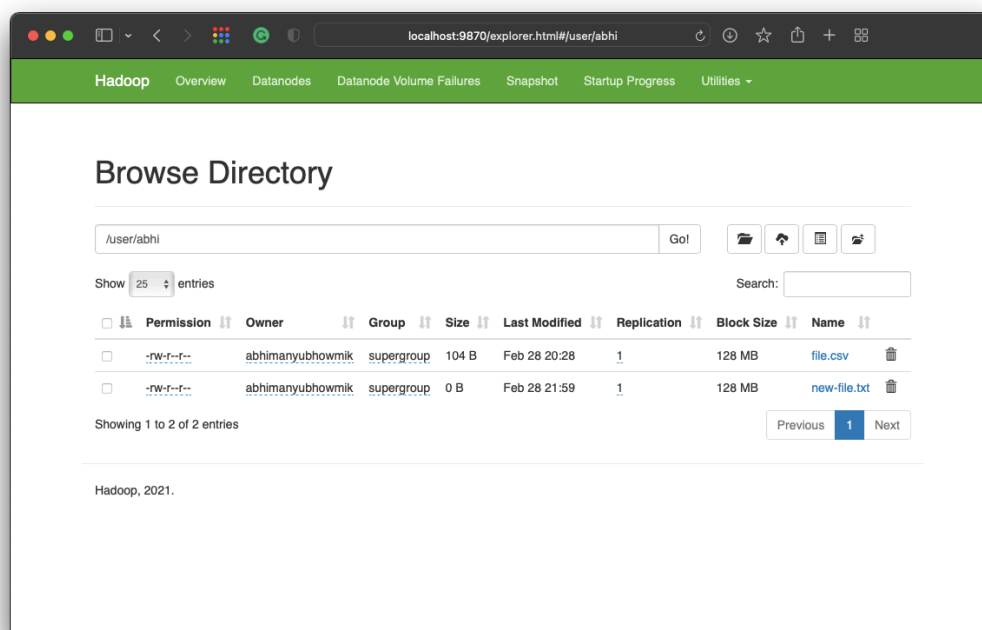 localhost:9870/explorer.html#/user/abhi
Hadoop Overview Datanodes Datanode Volume Failures Snapshot Startup Progress Utilities
Browse Directory
/user/abhi Go!
Show 25 entries Search:
Permission Owner Group Size Last Modified Replication Block Size Name
-rw-r--r-- abhimanyubhowmik supergroup 104 B Feb 28 20:28 1 128 MB file.csv
-rw-r--r-- abhimanyubhowmik supergroup 0 B Feb 28 21:59 1 128 MB new-file.txt
Showing 1 to 2 of 2 entries Previous 1 Next
Hadoop, 2021.